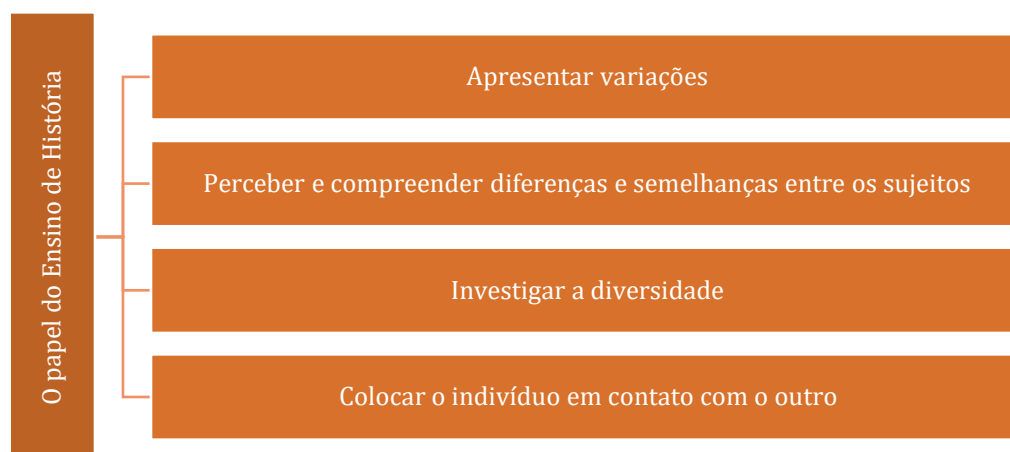 O papel do Ensino de História
Apresentar variações
Perceber e compreender diferenças e semelhanças entre os sujeitos
Investigar a diversidade
Colocar o indivíduo em contato com o outro